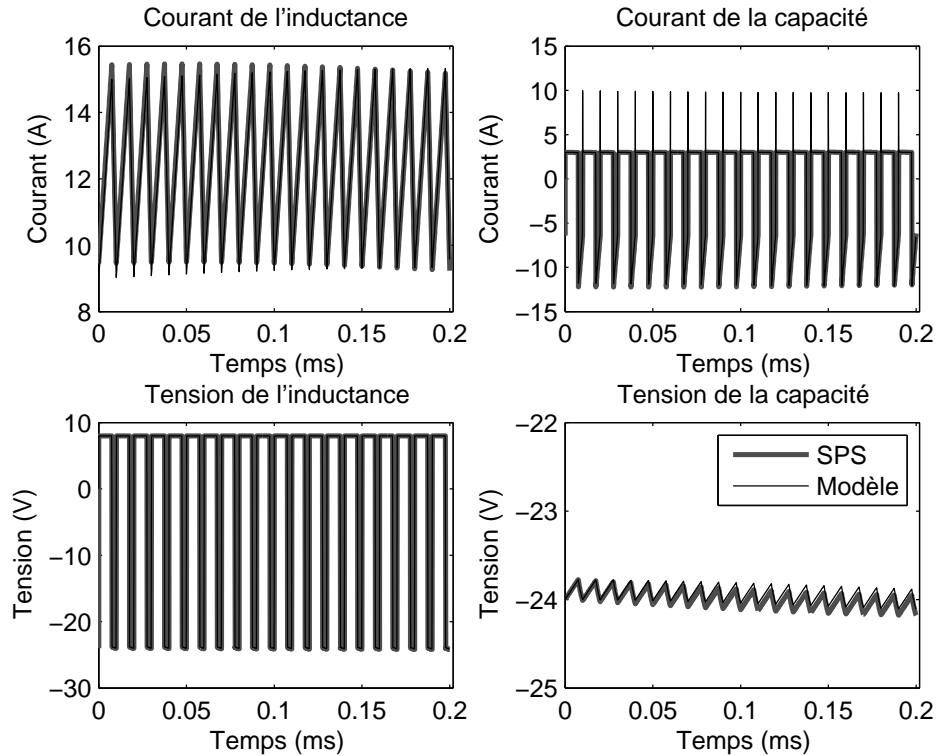 Courant de l'inductance
16
14
12
10
8
Courant (A)
0
0.05
0.1
0.15
0.2
Temps (ms)
Courant de la capacité
15
10
5
0
−5
−10
−15
Courant (A)
0
0.05
0.1
0.15
0.2
Temps (ms)
Tension de l'inductance
10
0
−10
−20
−30
Tension (V)
0
0.05
0.1
0.15
0.2
Temps (ms)
Tension de la capacité
−22
−23
−24
−25
Tension (V)
SPS
Modèle
0
0.05
0.1
0.15
0.2
Temps (ms)